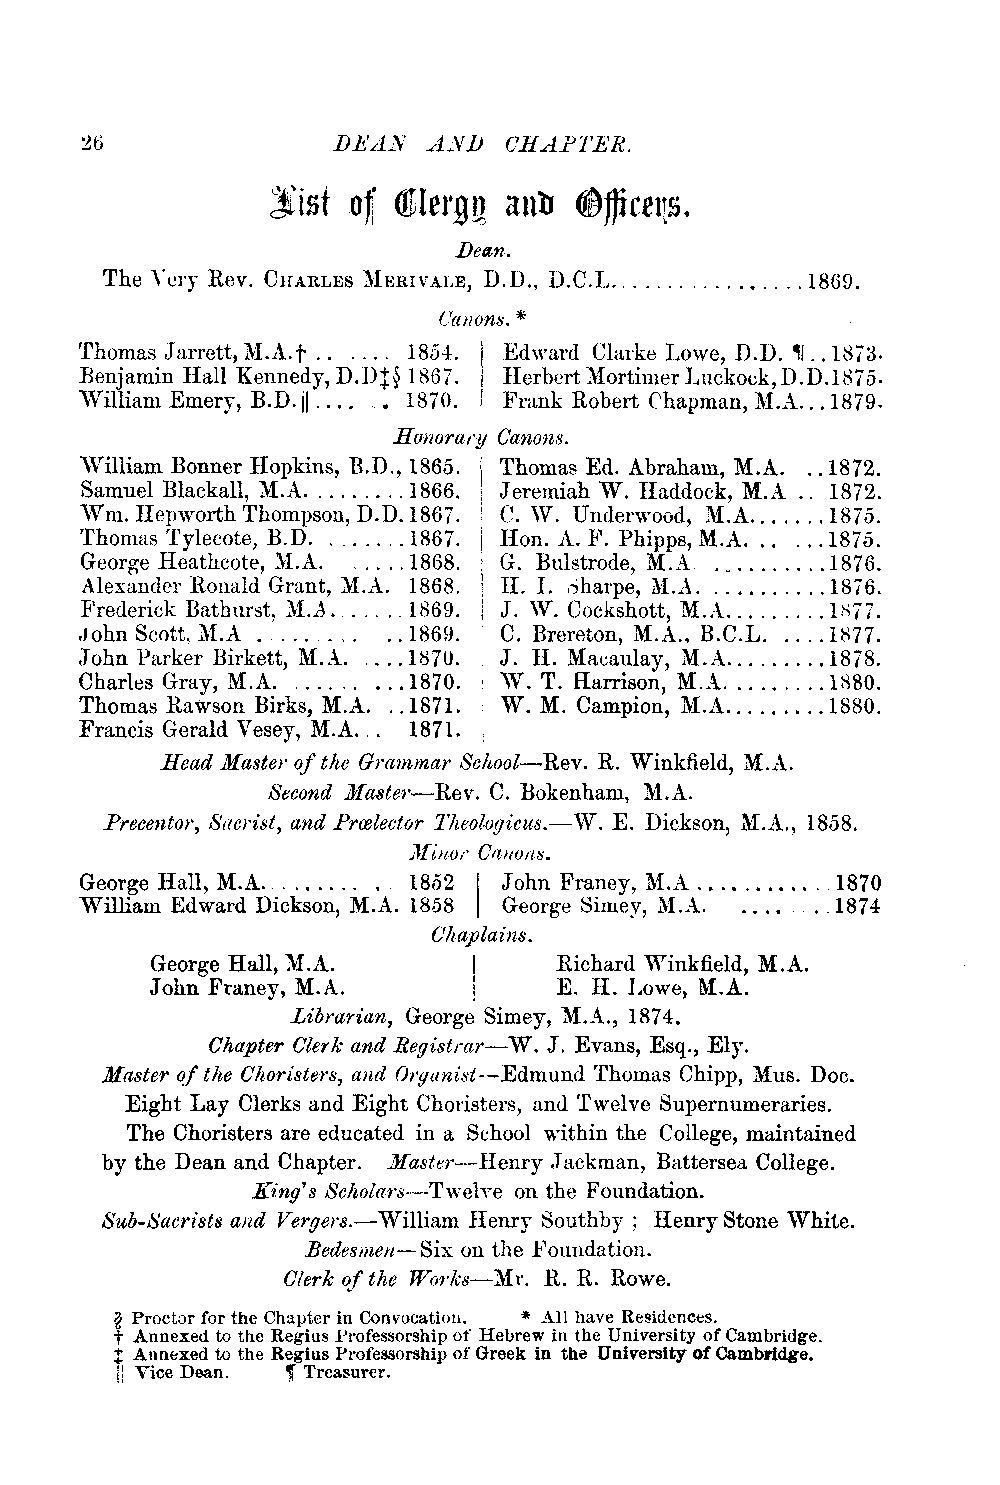 26 DEAN AND CHAPTER.
List of Clergy and Officers.
Dean.
The Very Rev. CHARLES MERIVALE, D.D., D.C.L..................1869.
Canons.*
Thomas Jarrett, M.A.† .. ..... 1854. | Edward Clarke Lowe, D.D. ¶..1873.
Benjamin Hall Kennedy, D.D‡§ 1867. | Herbert Mortimer Luckock, D.D.1875.
William Emery, B.D.||.... .. 1870. | Frank Robert Chapman, M.A...1879.
Honorary Canons.
William Bonner Hopkins, B.D., 1865. | Thomas Ed. Abraham, M.A. ..1872.
Samuel Blackall, M.A. ........1866. | Jeremiah W. Haddock, M.A .. 1872.
Wm. Hepworth Thompson, D.D.1867. | C. W. Underwood, M.A.......1875.
Thomas Tylecote, B.D. .......1867. | Hon. A. F. Phipps, M.A. ... ...1875.
George Heathcote, M.A. .....1868. | G. Bulstrode, M.A. ..........1876.
Alexander Ronald Grant, M.A. 1868. | H. I. Sharpe, M.A. ..........1876.
Frederick Bathurst, M.A.......1869. | J. W. Cockshott, M.A.........1877.
John Scott, M.A ......... ..1869. C. Brereton, M.A., B.C.L. ....1877.
John Parker Birkett, M.A. ....1870. J. H. Macaulay, M.A.........1878.
Charles Gray, M.A. ...... ...1870. W. T. Harrison, M.A. ........1880.
Thomas Rawson Birks, M.A. ..1871. W. M. Campion, M.A.........1880.
Francis Gerald Vesey, M.A... 1871.
Head Master of the Grammar School—Rev. R. Winkfield, M.A.
Second Master—Rev. C. Bokenham, M.A.
Precentor, Sacrist, and Prœlector Theologicus.—W. E. Dickson, M.A., 1858.
Minor Canons.
George Hall, M.A. ......... . 1852 | John Franey, M.A ............1870
William Edward Dickson, M.A. 1858 | George Simey, M.A. .... ...1874
Chaplains.
George Hall, M.A. | Richard Winkfield, M.A.
John Franey, M.A. | E. H. Lowe, M.A.
Librarian, George Simey, M.A., 1874.
Chapter Clerk and Registrar—W. J. Evans, Esq., Ely.
Master of the Choristers, and Organist--Edmund Thomas Chipp, Mus. Doc.
Eight Lay Clerks and Eight Choristers, and Twelve Supernumeraries.
The Choristers are educated in a School within the College, maintained
by the Dean and Chapter. Master—Henry Jackman, Battersea College.
King's Scholars—Twelve on the Foundation.
Sub-Sacrists and Vergers.—William Henry Southby ; Henry Stone White.
Bedesmen—Six on the Foundation.
Clerk of the Works—Mr. R. R. Rowe.
§ Proctor for the Chapter in Convocation. * All have Residences.
† Annexed to the Regius Professorship of Hebrew in the University of Cambridge.
‡ Annexed to the Regius Professorship of Greek in the University of Cambridge.
|| Vice Dean. ¶ Treasurer.